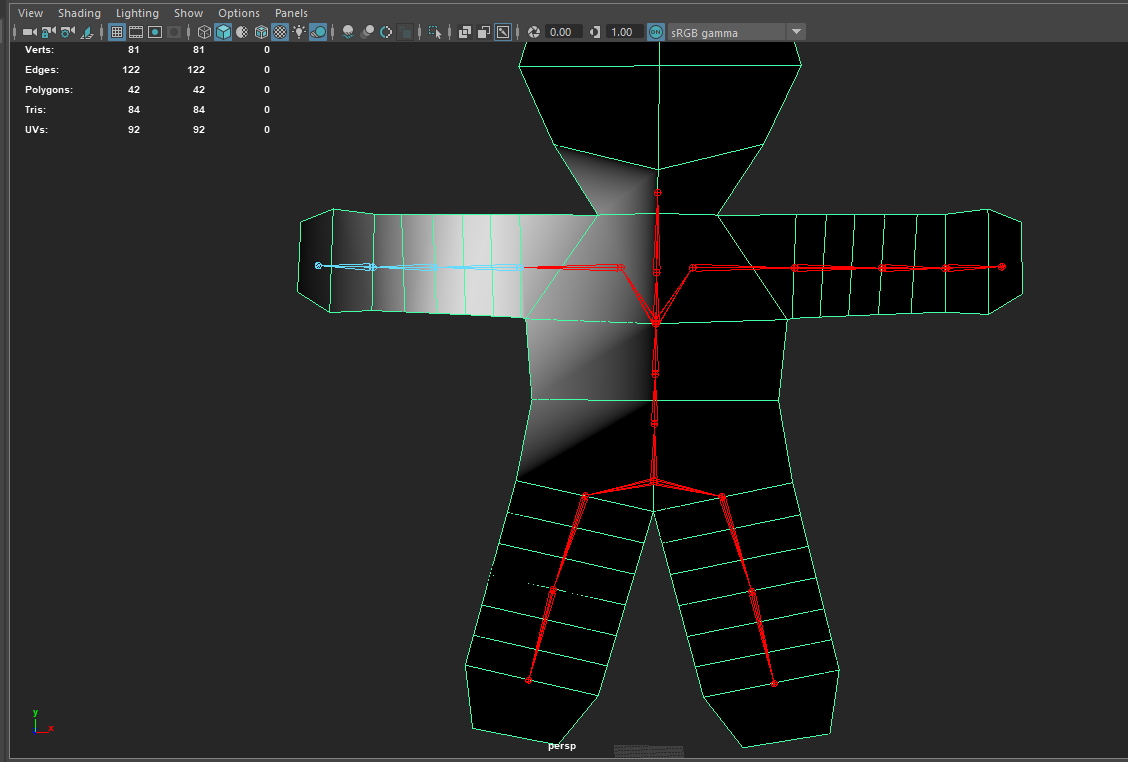 View Shading Lighting Show Options Panels
0.00 1.00 ON sRGB gamma
Verts: 81 81 0
Edges: 122 122 0
Polygons: 42 42 0
Tris: 84 84 0
UVs: 92 92 0
y
x
persp